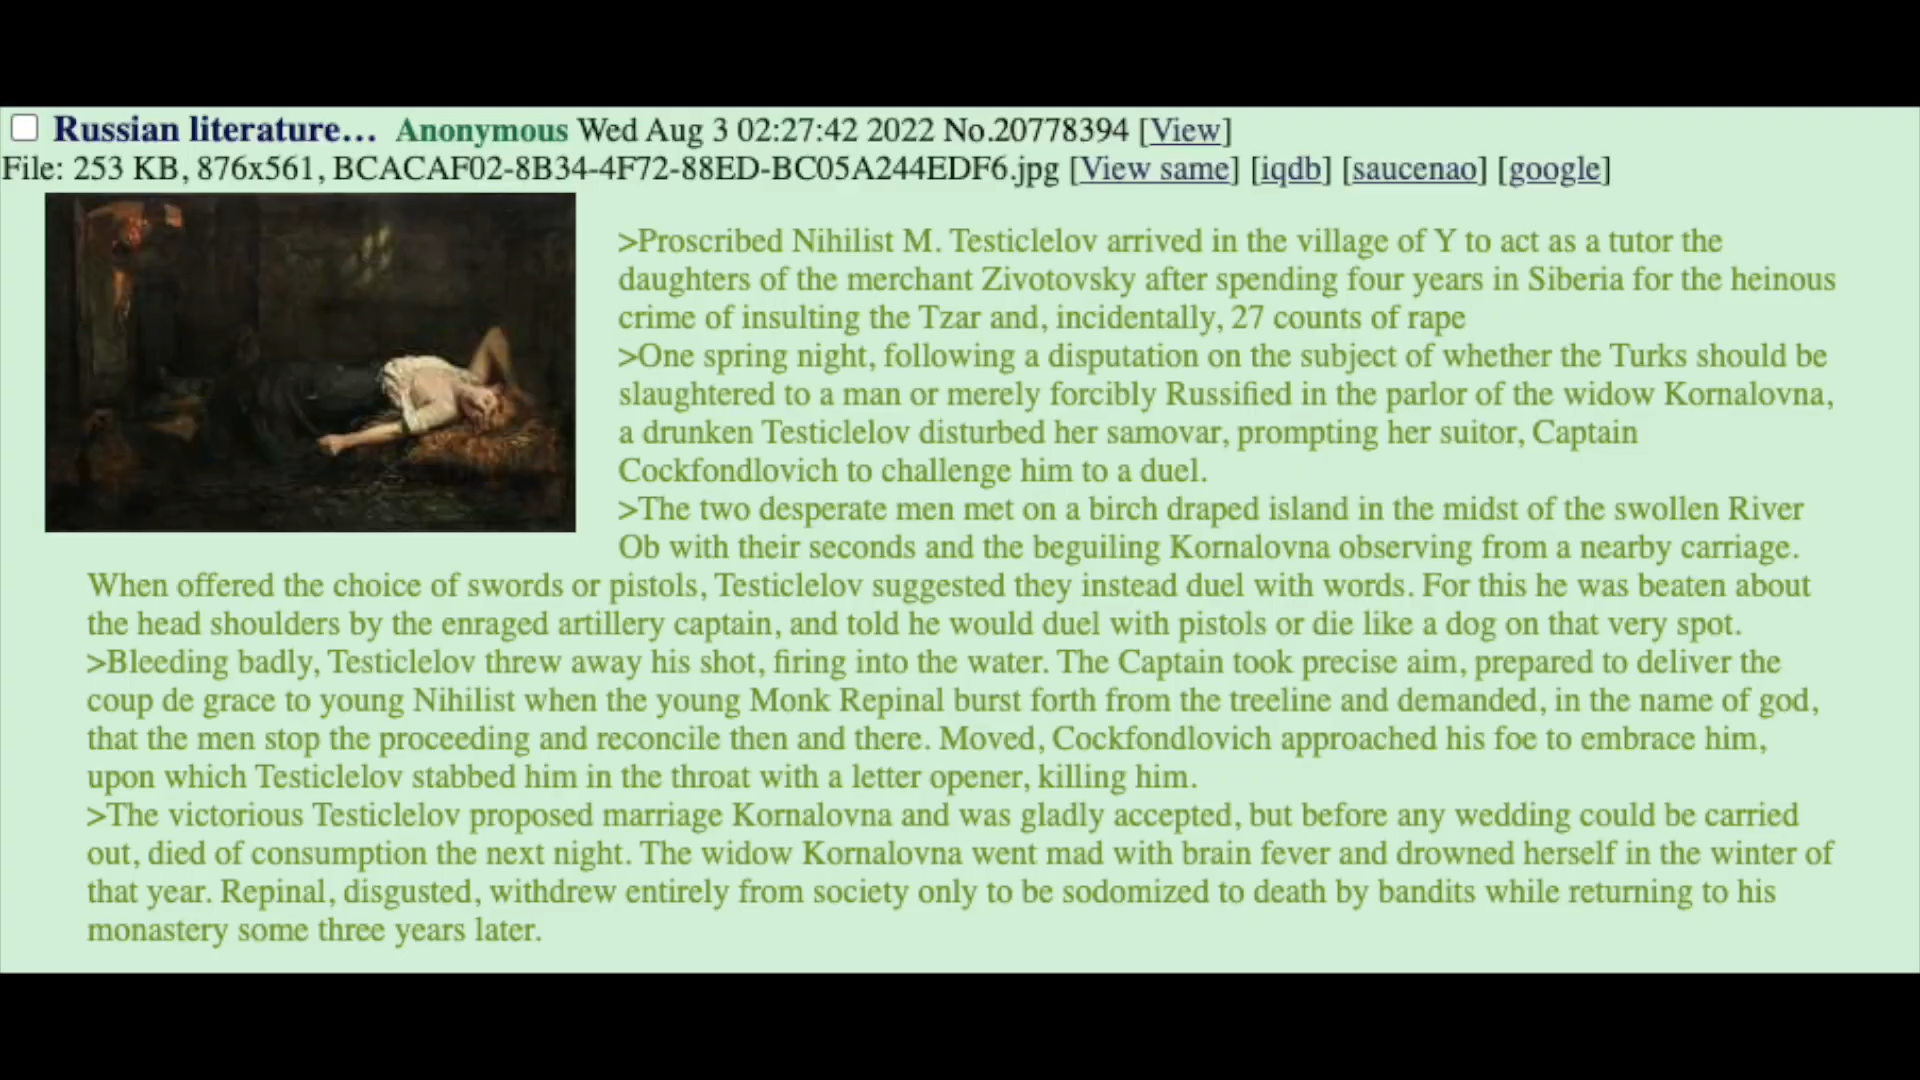 Russian literature… Anonymous Wed Aug 3 02:27:42 2022 No.20778394 [View]
File: 253 KB, 876x561, BCACAF02-8B34-4F72-88ED-BC05A244EDF6.jpg [View same] [iqdb] [saucenao] [google]
>Proscribed Nihilist M. Testiclelov arrived in the village of Y to act as a tutor the
daughters of the merchant Zivotovsky after spending four years in Siberia for the heinous
crime of insulting the Tzar and, incidentally, 27 counts of rape
>One spring night, following a disputation on the subject of whether the Turks should be
slaughtered to a man or merely forcibly Russified in the parlor of the widow Kornalovna,
a drunken Testiclelov disturbed her samovar, prompting her suitor, Captain
Cockfondlovich to challenge him to a duel.
>The two desperate men met on a birch draped island in the midst of the swollen River
Ob with their seconds and the beguiling Kornalovna observing from a nearby carriage.
When offered the choice of swords or pistols, Testiclelov suggested they instead duel with words. For this he was beaten about
the head shoulders by the enraged artillery captain, and told he would duel with pistols or die like a dog on that very spot.
>Bleeding badly, Testiclelov threw away his shot, firing into the water. The Captain took precise aim, prepared to deliver the
coup de grace to young Nihilist when the young Monk Repinal burst forth from the treeline and demanded, in the name of god,
that the men stop the proceeding and reconcile then and there. Moved, Cockfondlovich approached his foe to embrace him,
upon which Testiclelov stabbed him in the throat with a letter opener, killing him.
>The victorious Testiclelov proposed marriage Kornalovna and was gladly accepted, but before any wedding could be carried
out, died of consumption the next night. The widow Kornalovna went mad with brain fever and drowned herself in the winter of
that year. Repinal, disgusted, withdrew entirely from society only to be sodomized to death by bandits while returning to his
monastery some three years later.